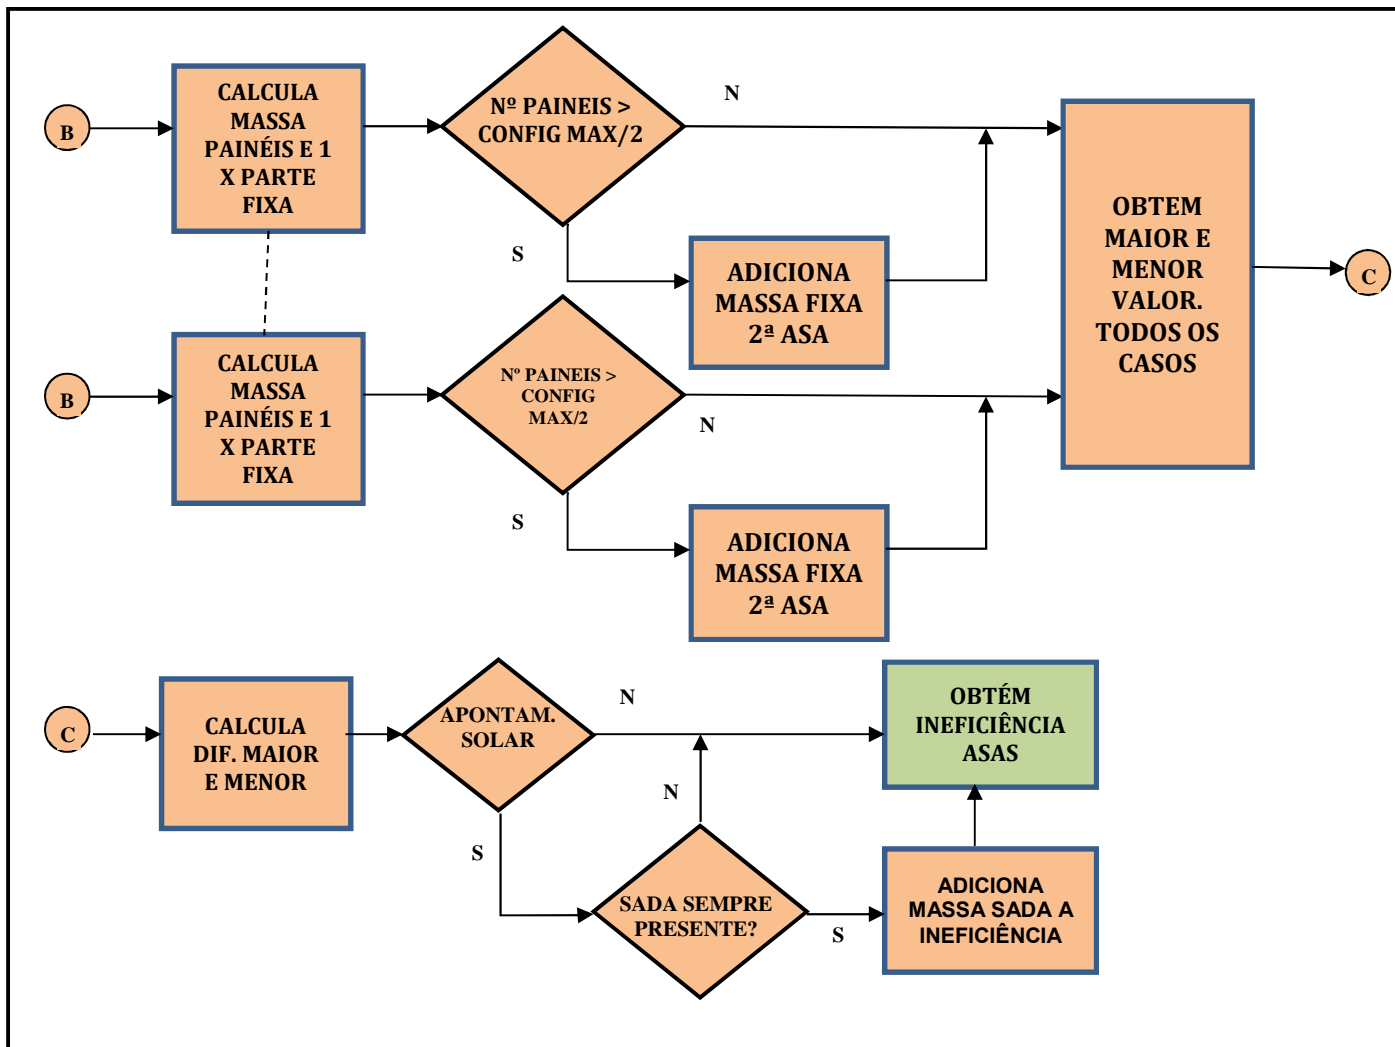 B
CALCULA
MASSA
PAINÉIS E 1
X PARTE
FIXA
Nº PAINEIS >
CONFIG MAX/2
N
S
ADICIONA
MASSA FIXA
2ª ASA
OBTEM
MAIOR E
MENOR
VALOR.
TODOS OS
CASOS
C
B
CALCULA
MASSA
PAINÉIS E 1
X PARTE
FIXA
Nº PAINEIS >
CONFIG
MAX/2
N
S
ADICIONA
MASSA FIXA
2ª ASA
C
CALCULA
DIF. MAIOR
E MENOR
APONTAM.
SOLAR
N
S
SADA SEMPRE
PRESENTE?
N
S
ADICIONA
MASSA SADA A
INEFICIÊNCIA
OBTÉM
INEFICIÊNCIA
ASAS